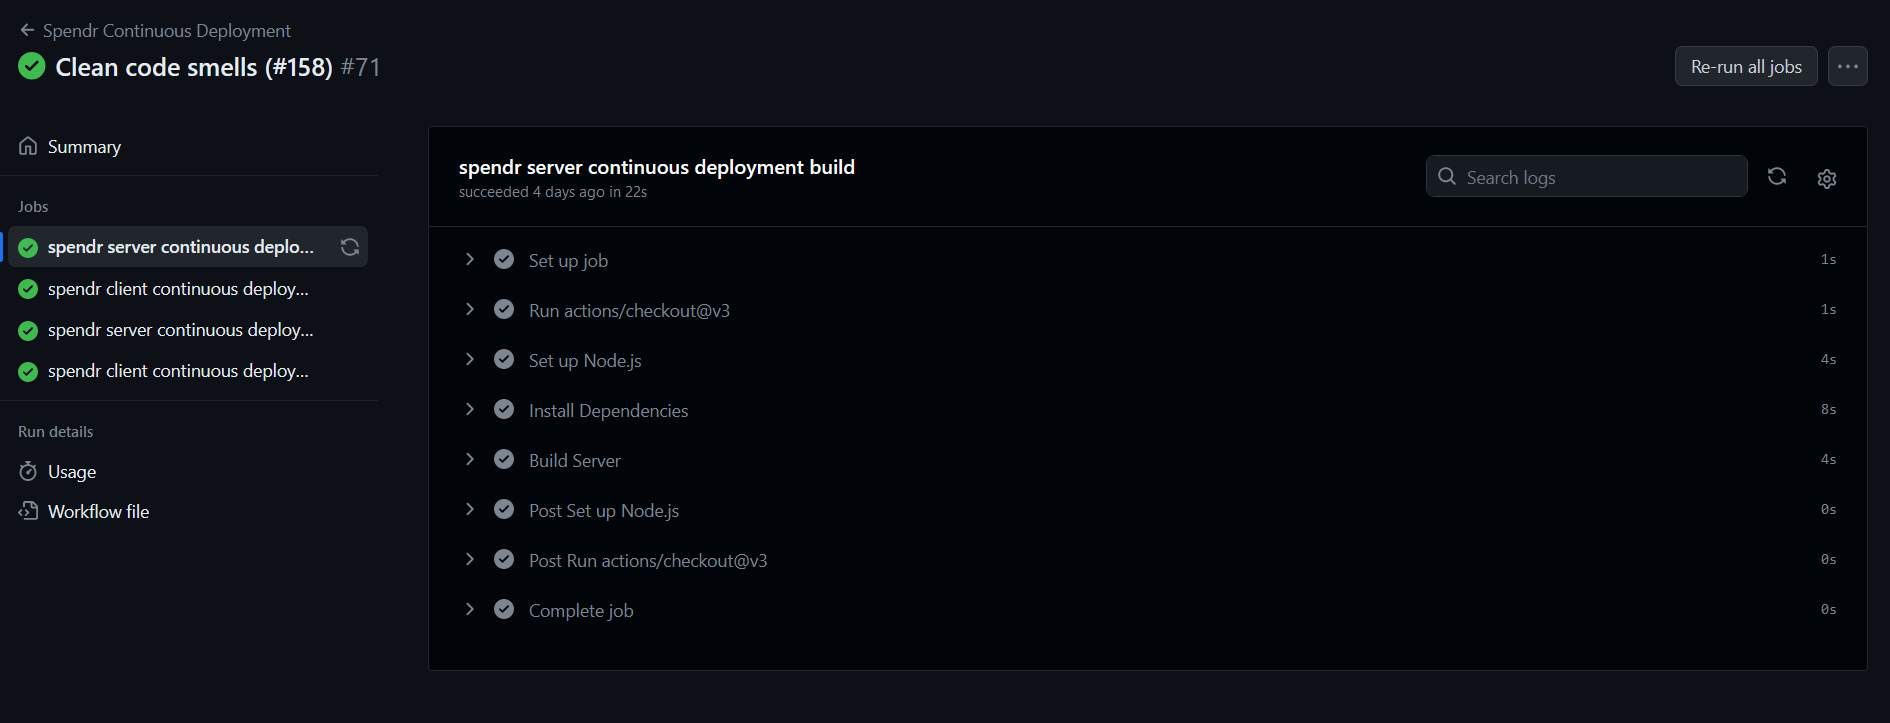 Spendr Continuous Deployment
Clean code smells (#158) #71
Re-run all jobs
Summary
Jobs
spendr server continuous deplo...
spendr client continuous deploy...
spendr server continuous deploy...
spendr client continuous deploy...
Run details
Usage
Workflow file
spendr server continuous deployment build
succeeded 4 days ago in 22s
Search logs
Set up job 1s
Run actions/checkout@v3 1s
Set up Node.js 4s
Install Dependencies 8s
Build Server 4s
Post Set up Node.js 0s
Post Run actions/checkout@v3 0s
Complete job 0s